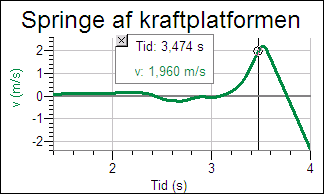 Springe af kraftplatformen
Tid: 3,474 s
v: 1,960 m/s
v (m/s)
2
1
0
-1
-2
2
3
4
Tid (s)